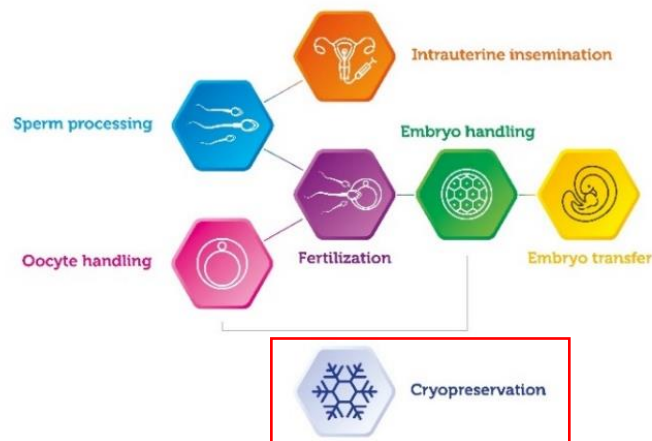 Intrauterine insemination
Sperm processing
Embryo handling
Oocyte handling
Fertilization
Embryo transfer
Cryopreservation